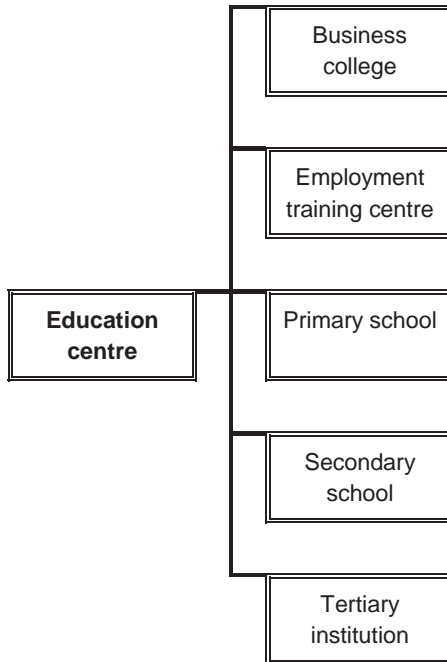 Business
college
Employment
training centre
Education
centre
Primary school
Secondary
school
Tertiary
institution